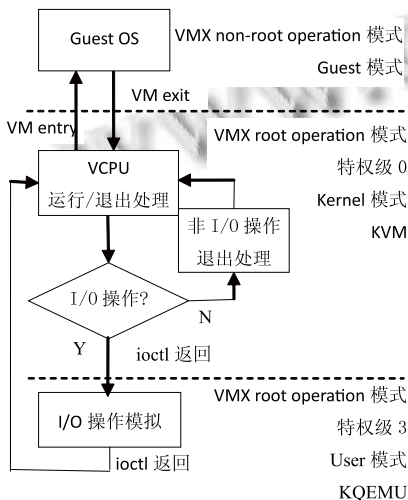 Guest OS
VMX non-root operation 模式
Guest 模式
VM exit
VM entry
VMX root operation 模式
VCPU
运行/退出处理
特权级 0
Kernel 模式
KVM
非 I/O 操作
退出处理
I/O 操作?
N
Y
ioctl 返回
VMX root operation 模式
特权级 3
I/O 操作模拟
User 模式
ioctl 返回
KQEMU